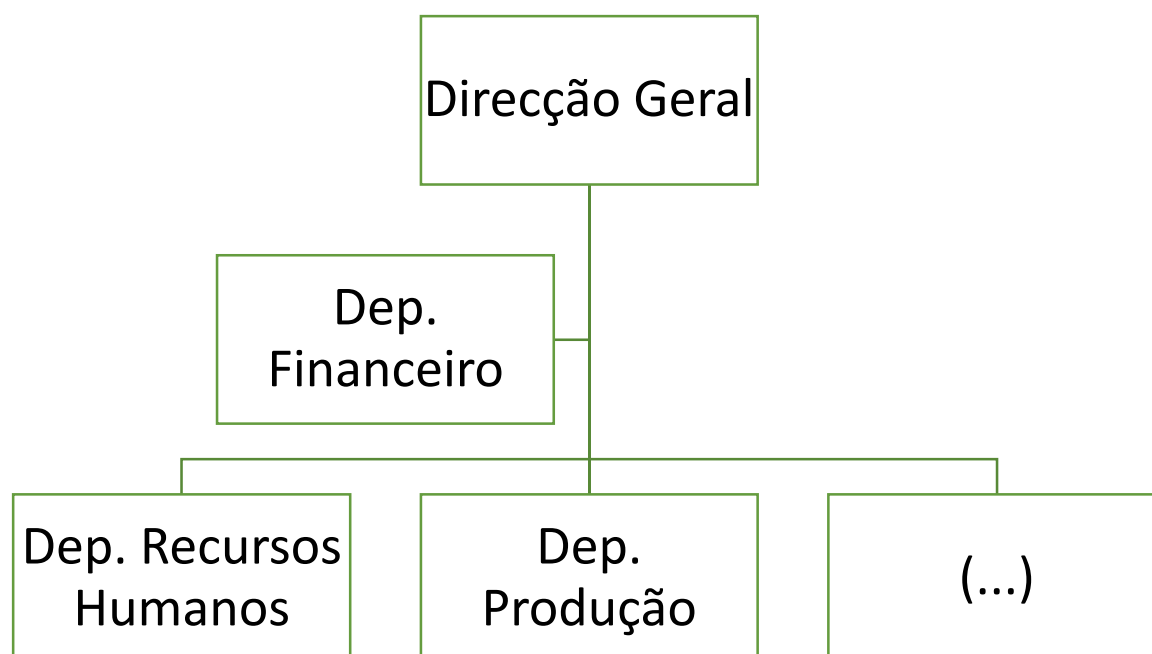 Direcção Geral
Dep.
Financeiro
Dep. Recursos
Humanos
Dep.
Produção
(...)